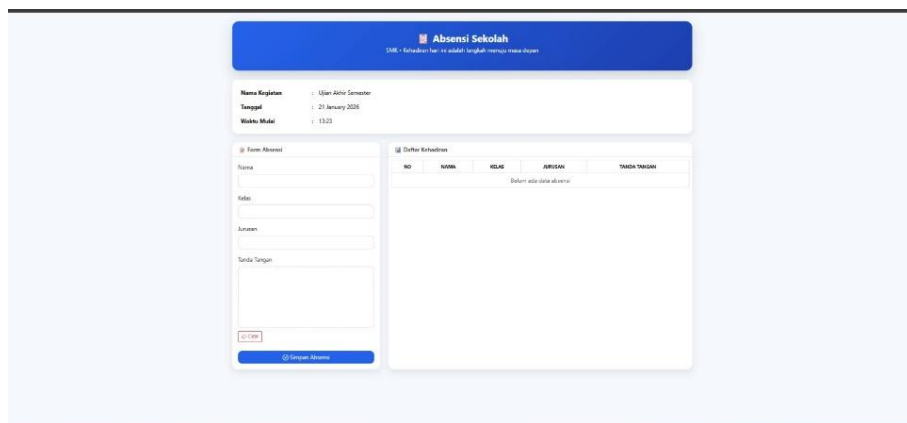 Absensi Sekolah
SMK • Kehadiran hari ini adalah langkah menuju masa depan
Nama Kegiatan : Ujian Akhir Semester
Tanggal : 21 January 2026
Waktu Mulai : 13:23
Form Absensi
Nama
Kelas
Jurusan
Tanda Tangan
Clear
Simpan Absensi
Daftar Kehadiran
NO NAMA KELAS JURUSAN TANDA TANGAN
Belum ada data absensi